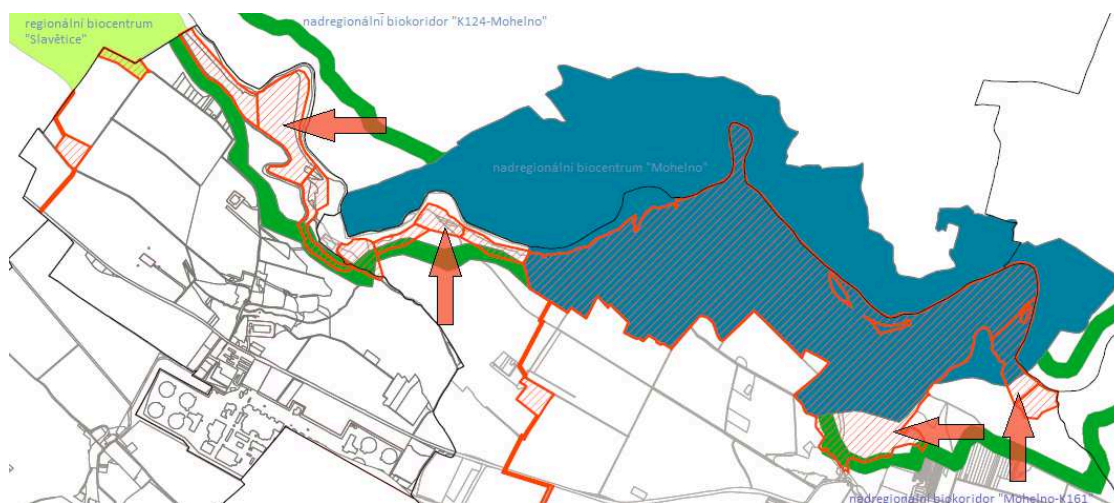 regionální biocentrum
"Slavětice"
nadregionální biokoridor "K124-Mohelno"
nadregionální biocentrum "Mohelno"
nadregionální biokoridor "Mohelno-K161"